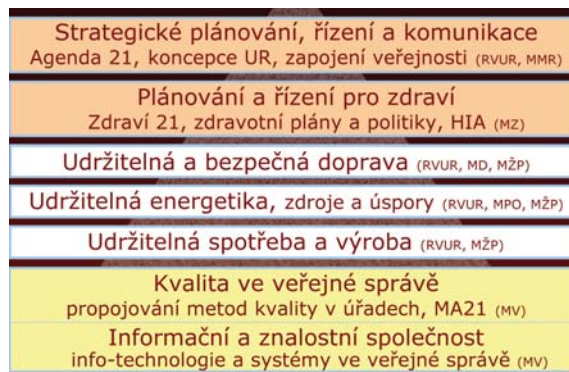 Strategické plánování, řízení a komunikace
Agenda 21, koncepce UR, zapojení veřejnosti (RVUR, MMR)
Plánování a řízení pro zdraví
Zdraví 21, zdravotní plány a politiky, HIA (MZ)
Udržitelná a bezpečná doprava (RVUR, MD, MŽP)
Udržitelná energetika, zdroje a úspory (RVUR, MPO, MŽP)
Udržitelná spotřeba a výroba (RVUR, MŽP)
Kvalita ve veřejné správě
propojování metod kvality v úřadech, MA21 (MV)
Informační a znalostní společnost
info-technologie a systémy ve veřejné správě (MV)